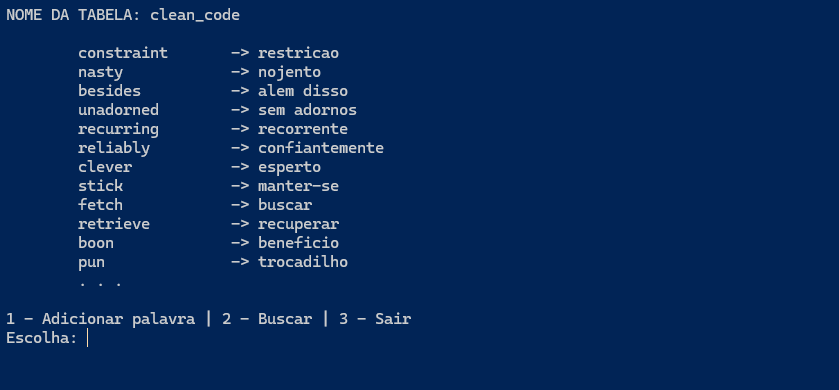 NOME DA TABELA: clean_code
constraint -> restricao
nasty -> nojento
besides -> alem disso
unadorned -> sem adornos
recurring -> recorrente
reliably -> confiantemente
clever -> esperto
stick -> manter-se
fetch -> buscar
retrieve -> recuperar
boon -> beneficio
pun -> trocadilho
. . .
1 - Adicionar palavra | 2 - Buscar | 3 - Sair
Escolha: